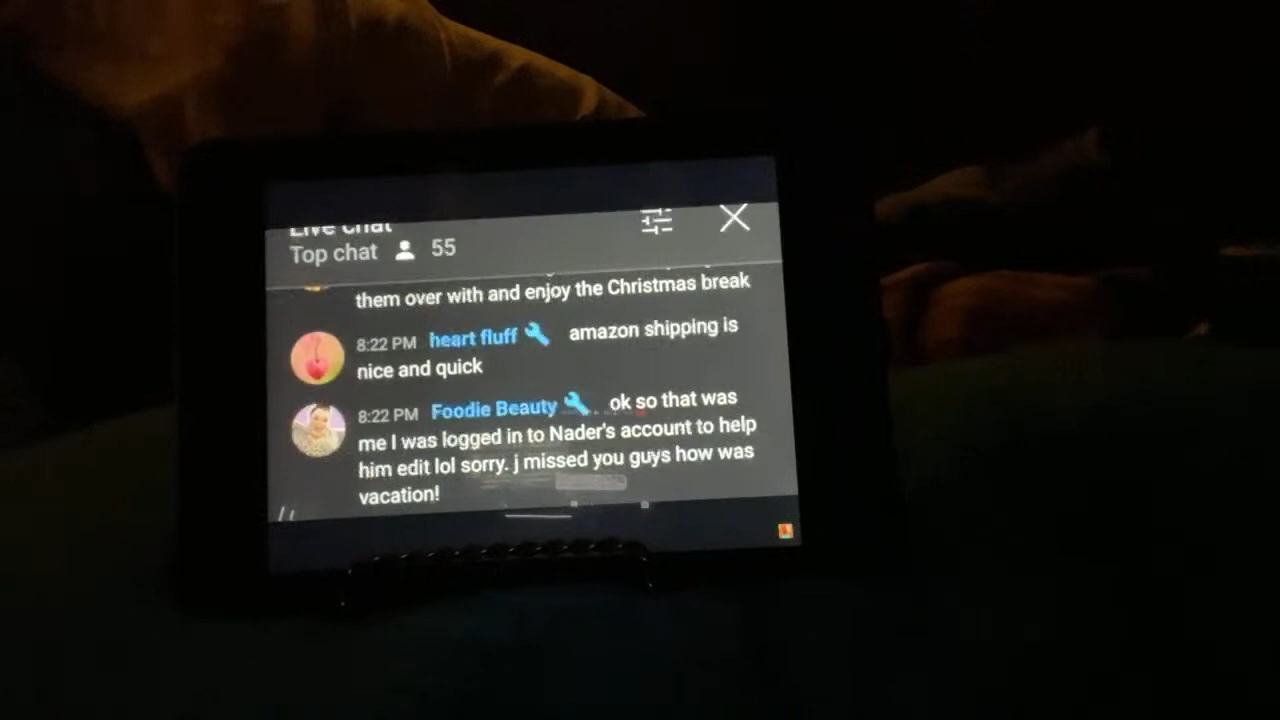 Live chat
Top chat 55
them over with and enjoy the Christmas break
8:22 PM heart fluff amazon shipping is
nice and quick
8:22 PM Foodie Beauty ok so that was
me I was logged in to Nader's account to help
him edit lol sorry. j missed you guys how was
vacation!